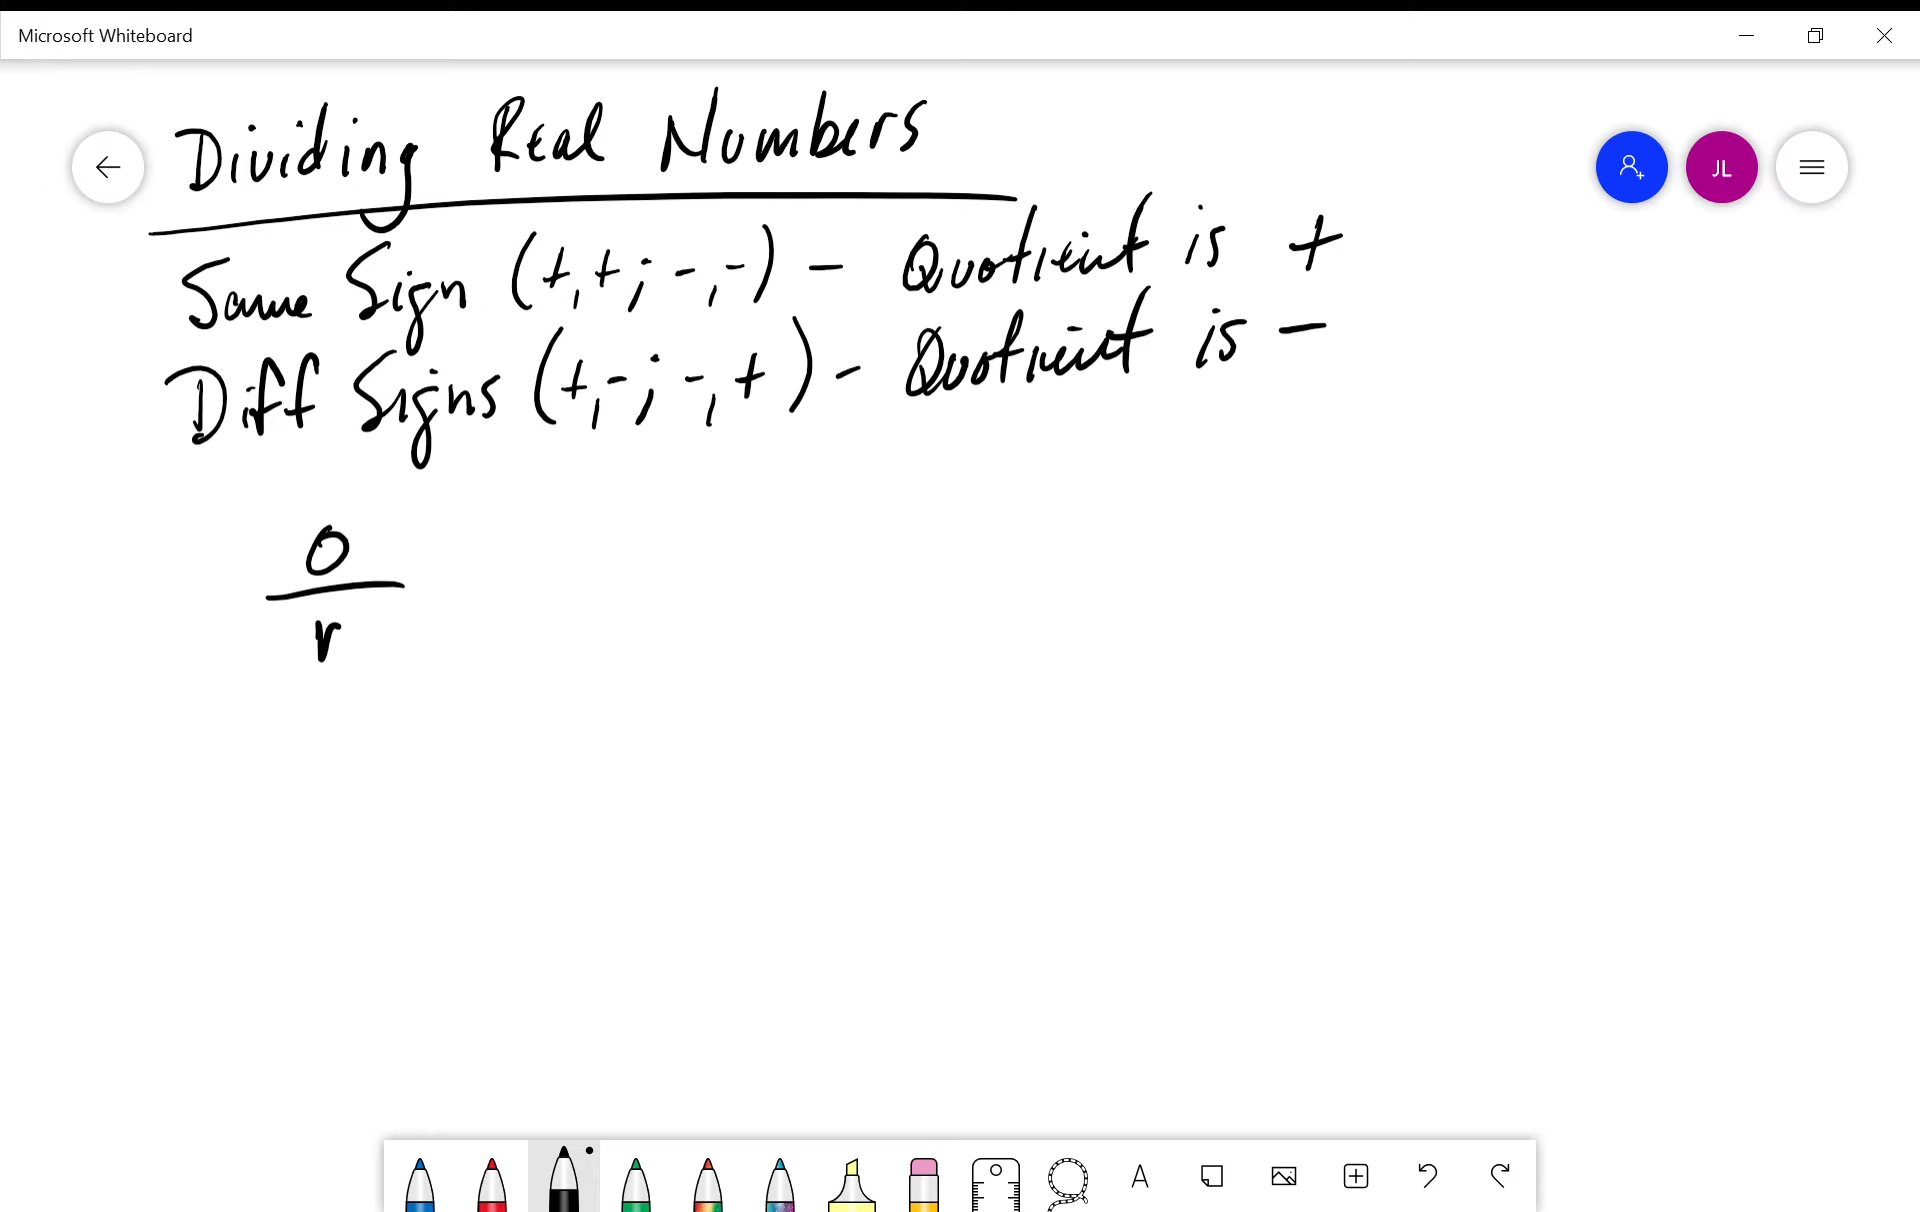 Microsoft Whiteboard
Dividing Real Numbers
JL
Same Sign (+,+; -,-) - Quotient is +
Diff Signs (+,-; -,+) - Quotient is -
0
r
A